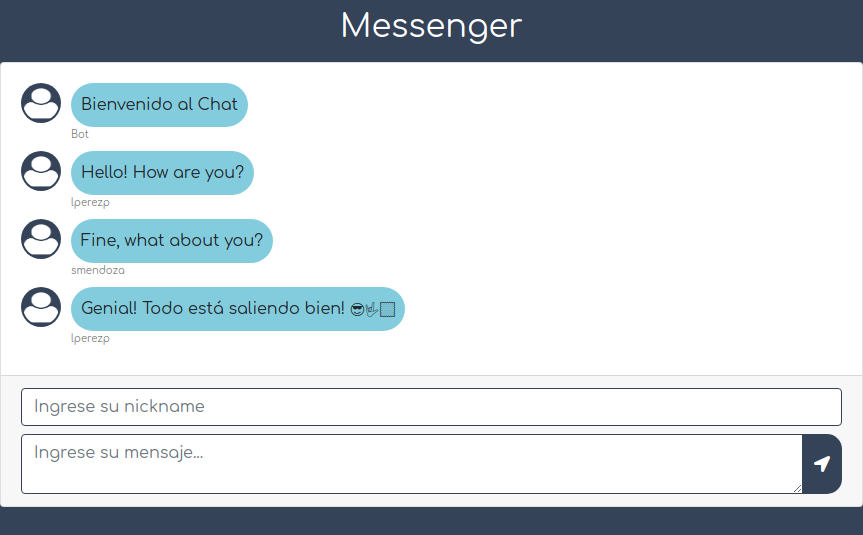 Messenger
Bienvenido al Chat
Bot
Hello! How are you?
lperezp
Fine, what about you?
smendoza
Genial! Todo está saliendo bien! 😎🤟🏻
lperezp
Ingrese su nickname
Ingrese su mensaje...